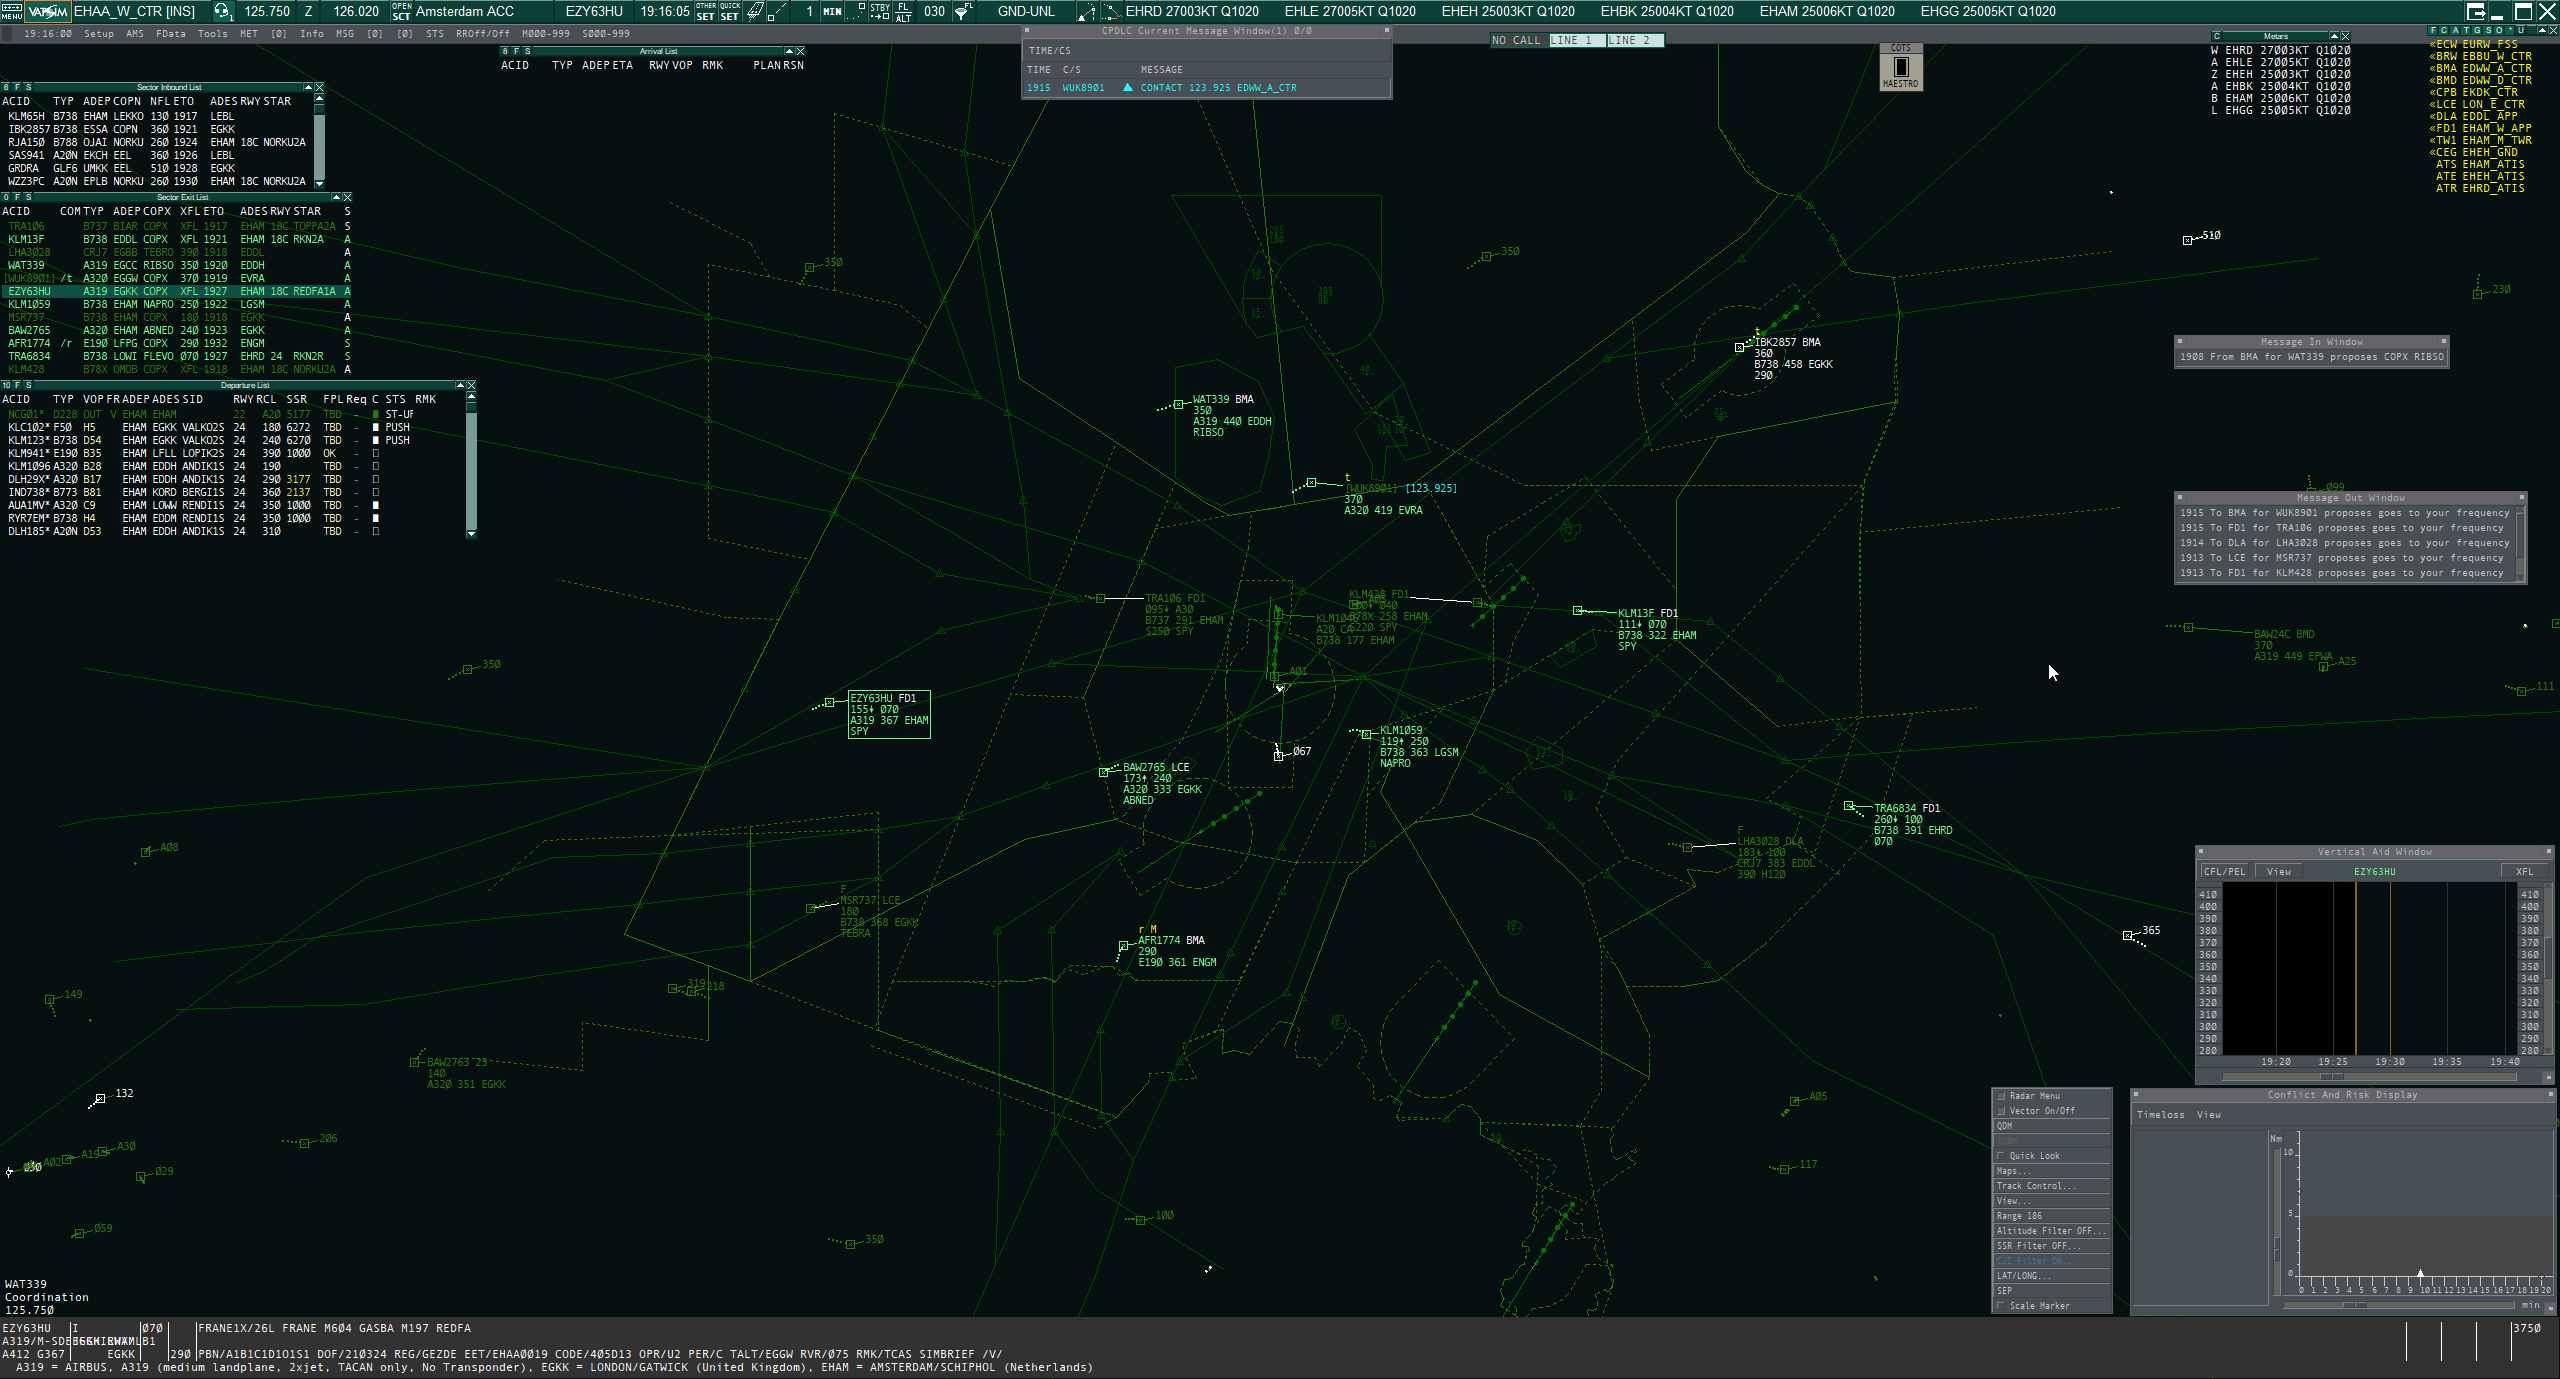 MENU VATSIM EHAA_W_CTR [INS] 1 125.750 Z 126.020 OPEN SCT Amsterdam ACC EZY63HU 19:16:05 OTHER SET QUICK SET 1 MIN STBY FL ALT 030 GND-UNL EHRD 27003KT Q1020 EHLE 27005KT Q1020 EHEH 25003KT Q1020 EHBK 25004KT Q1020 EHAM 25006KT Q1020 EHGG 25005KT Q1020
19:16:00 Setup AMS FData Tools MET [0] Info MSG [0] [0] STS RROff/Off M000-999 S000-999
8 F S Arrival List
ACID TYP ADEP ETA RWY VOP RMK PLAN RSN
CPDLC Current Message Window(1) 0/0
TIME/CS
TIME C/S MESSAGE
1915 WUK8901 CONTACT 123.925 EDWW_A_CTR
NO CALL LINE 1 LINE 2
COTS
MAESTRO
C Metars
W EHRD 27003KT Q1020
A EHLE 27005KT Q1020
Z EHEH 25003KT Q1020
A EHBK 25004KT Q1020
B EHAM 25006KT Q1020
L EHGG 25005KT Q1020
F C A T G S O * U
«ECW EURW_FSS
«BRW EBBU_W_CTR
«BMA EDWW_A_CTR
«BMD EDWW_D_CTR
«CPB EKDK_CTR
«LCE LON_E_CTR
«DLA EDDL_APP
«FD1 EHAM_W_APP
«TW1 EHAM_M_TWR
«CEG EHEH_GND
ATS EHAM_ATIS
ATE EHEH_ATIS
ATR EHRD_ATIS
6 F S Sector Inbound List
ACID TYP ADEP COPN NFL ETO ADES RWY STAR
KLM65H B738 EHAM LEKKO 130 1917 LEBL
IBK2857 B738 ESSA COPN 360 1921 EGKK
RJA150 B788 OJAI NORKU 260 1924 EHAM 18C NORKU2A
SAS941 A20N EKCH EEL 360 1926 LEBL
GRDRA GLF6 UMKK EEL 510 1928 EGKK
WZZ3PC A20N EPLB NORKU 260 1930 EHAM 18C NORKU2A
0 F S Sector Exit List
ACID COM TYP ADEP COPX XFL ETO ADES RWY STAR S
TRA106 B737 BIAR COPX XFL 1917 EHAM 18C TOPPA2A S
KLM13F B738 EDDL COPX XFL 1921 EHAM 18C RKN2A A
LHA3028 CRJ7 EGBB TEBRO 390 1918 EDDL A
WAT339 A319 EGCC RIBSO 350 1920 EDDH A
[WUK8901] /t A320 EGGW COPX 370 1919 EVRA A
EZY63HU A319 EGKK COPX XFL 1927 EHAM 18C REDFA1A A
KLM1059 B738 EHAM NAPRO 250 1922 LGSM A
MSR737 B738 EHAM COPX 180 1918 EGKK A
BAW2765 A320 EHAM ABNED 240 1923 EGKK A
AFR1774 /r E190 LFPG COPX 290 1932 ENGM S
TRA6834 B738 LOWI FLEVO 070 1927 EHRD 24 RKN2R S
KLM428 B78X OMDB COPX XFL 1918 EHAM 18C NORKU2A A
10 F S Departure List
ACID TYP VOP FR ADEP ADES SID RWY RCL SSR FPL Req C STS RMK
NCG01* D228 OUT V EHAM EHAM 22 A20 5177 TBD - ST-UF
KLC102* F50 H5 EHAM EGKK VALKO2S 24 180 6272 TBD - PUSH
KLM123* B738 D54 EHAM EGKK VALKO2S 24 240 6270 TBD - PUSH
KLM941* E190 B35 EHAM LFLL LOPIK2S 24 390 1000 OK -
KLM1096 A320 B28 EHAM EDDH ANDIK1S 24 190 TBD -
DLH29X* A320 B17 EHAM EDDH ANDIK1S 24 290 3177 TBD -
IND738* B773 B81 EHAM KORD BERGI1S 24 360 2137 TBD -
AUA1MV* A320 C9 EHAM LOWW RENDI1S 24 350 1000 TBD -
RYR7EM* B738 H4 EHAM EDDM RENDI1S 24 350 1000 TBD -
DLH185* A20N D53 EHAM EDDH ANDIK1S 24 310 TBD -
350
350
510
230
099
t
IBK2857 BMA
360
B738 458 EGKK
290
WAT339 BMA
350
A319 440 EDDH
RIBSO
t
[WUK8901] [123.925]
370
A320 419 EVRA
Message In Window
1908 From BMA for WAT339 proposes COPX RIBSO
Message Out Window
1915 To BMA for WUK8901 proposes goes to your frequency
1915 To FD1 for TRA106 proposes goes to your frequency
1914 To DLA for LHA3028 proposes goes to your frequency
1913 To LCE for MSR737 proposes goes to your frequency
1913 To FD1 for KLM428 proposes goes to your frequency
TRA106 FD1
095↓ A30
B737 291 EHAM
S250 SPY
KLM428 FD1
B78X 258 EHAM
S220 SPY
B738 177 EHAM
KLM13F FD1
111↓ 070
B738 322 EHAM
SPY
BAW24C BMD
370
A319 449 EPWA
A25
111
350
A01
EZY63HU FD1
155↓ 070
A319 367 EHAM
SPY
067
KLM1059
119↑ 250
B738 363 LGSM
NAPRO
BAW2765 LCE
173↑ 240
A320 333 EGKK
ABNED
TRA6834 FD1
260↓ 100
B738 391 EHRD
070
F
LHA3028 DLA
183↓ 100
CRJ7 383 EDDL
390 H120
A08
F
MSR737 LCE
180
B738 368 EGKK
TEBRA
r M
AFR1774 BMA
290
E190 361 ENGM
365
149
319
218
BAW2763 25
140
A320 351 EGKK
132
A30
A19
A02
029
206
059
350
100
A05
117
Vertical Aid Window
CFL/PEL View EZY63HU XFL
410 410
400 400
390 390
380 380
370 370
360 360
350 350
340 340
330 330
320 320
310 310
300 300
290 290
280 280
19:20 19:25 19:30 19:35 19:40
Radar Menu
Vector On/Off
QDM
Quick Look
Maps...
Track Control...
View...
Range 186
Altitude Filter OFF...
SSR Filter OFF...
CJI Filter ON...
LAT/LONG...
SEP
Scale Marker
Conflict And Risk Display
Timeloss View
Nm
10
5
0
0 1 2 3 4 5 6 7 8 9 10 11 12 13 14 15 16 17 18 19 20
min
WAT339
Coordination
125.750
EZY63HU I 070 FRANE1X/26L FRANE M604 GASBA M197 REDFA 3750
A412 G367 EGKK 290 PBN/A1B1C1D1O1S1 DOF/210324 REG/GEZDE EET/EHAA0019 CODE/405D13 OPR/U2 PER/C TALT/EGGW RVR/075 RMK/TCAS SIMBRIEF /V/
A319 = AIRBUS, A319 (medium landplane, 2xjet, TACAN only, No Transponder), EGKK = LONDON/GATWICK (United Kingdom), EHAM = AMSTERDAM/SCHIPHOL (Netherlands)